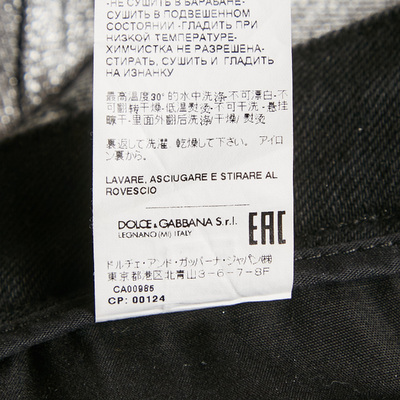 -НЕ СУШИТЬ В БАРАБАНЕ-
СУШИТЬ В ПОДВЕШЕННОМ
СОСТОЯНИИ -ГЛАДИТЬ ПРИ
НИЗКОЙ ТЕМПЕРАТУРЕ-
ХИМЧИСТКА НЕ РАЗРЕШЕНА-
СТИРАТЬ, СУШИТЬ И ГЛАДИТЬ
НА ИЗНАНКУ
最高温度30°的水中洗涤-不可漂白-不
可翻转干燥-低温熨烫-不可干洗-悬挂
晾干-里面外翻后洗涤/干燥/ 熨烫
裏返して洗濯、乾燥して下さい。 アイロ
ン裏から。
LAVARE, ASCIUGARE E STIRARE AL
ROVESCIO
DOLCE & GABBANA S.r.l.
LEGNANO (MI) ITALY
EAC
ドルチェ・アンド・ガッバーナ・ジャパン㈱
東京都港区北青山3-6-7-8F
CA00985
CP: 00124